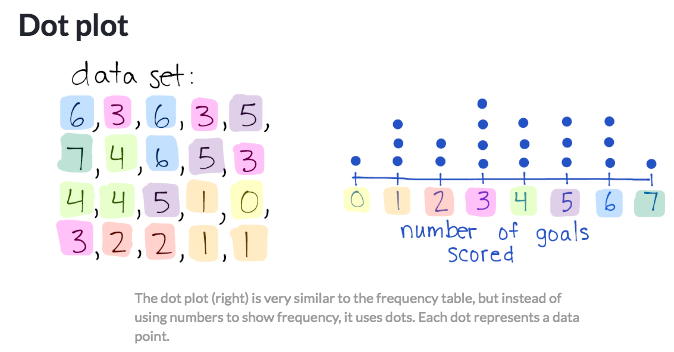 Dot plot
data set:
6, 3, 6, 3, 5,
7, 4, 6, 5, 3
4, 4, 5, 1, 0,
3, 2, 2, 1, 1
0 1 2 3 4 5 6 7
number of goals
scored
The dot plot (right) is very similar to the frequency table, but instead of
using numbers to show frequency, it uses dots. Each dot represents a data
point.